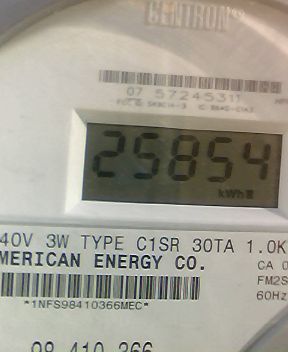 CENTRON
07 57245311
25854
kWh
40V 3W TYPE C1SR 30TA 1.0K
MERICAN ENERGY CO.
CA 0
FM2S
*1NFS98410366MEC*
60Hz
98 410 366